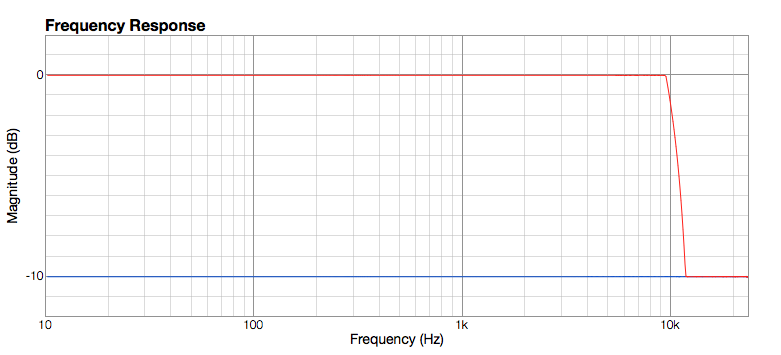 Frequency Response
Magnitude (dB)
0
-10
10
100
1k
10k
Frequency (Hz)